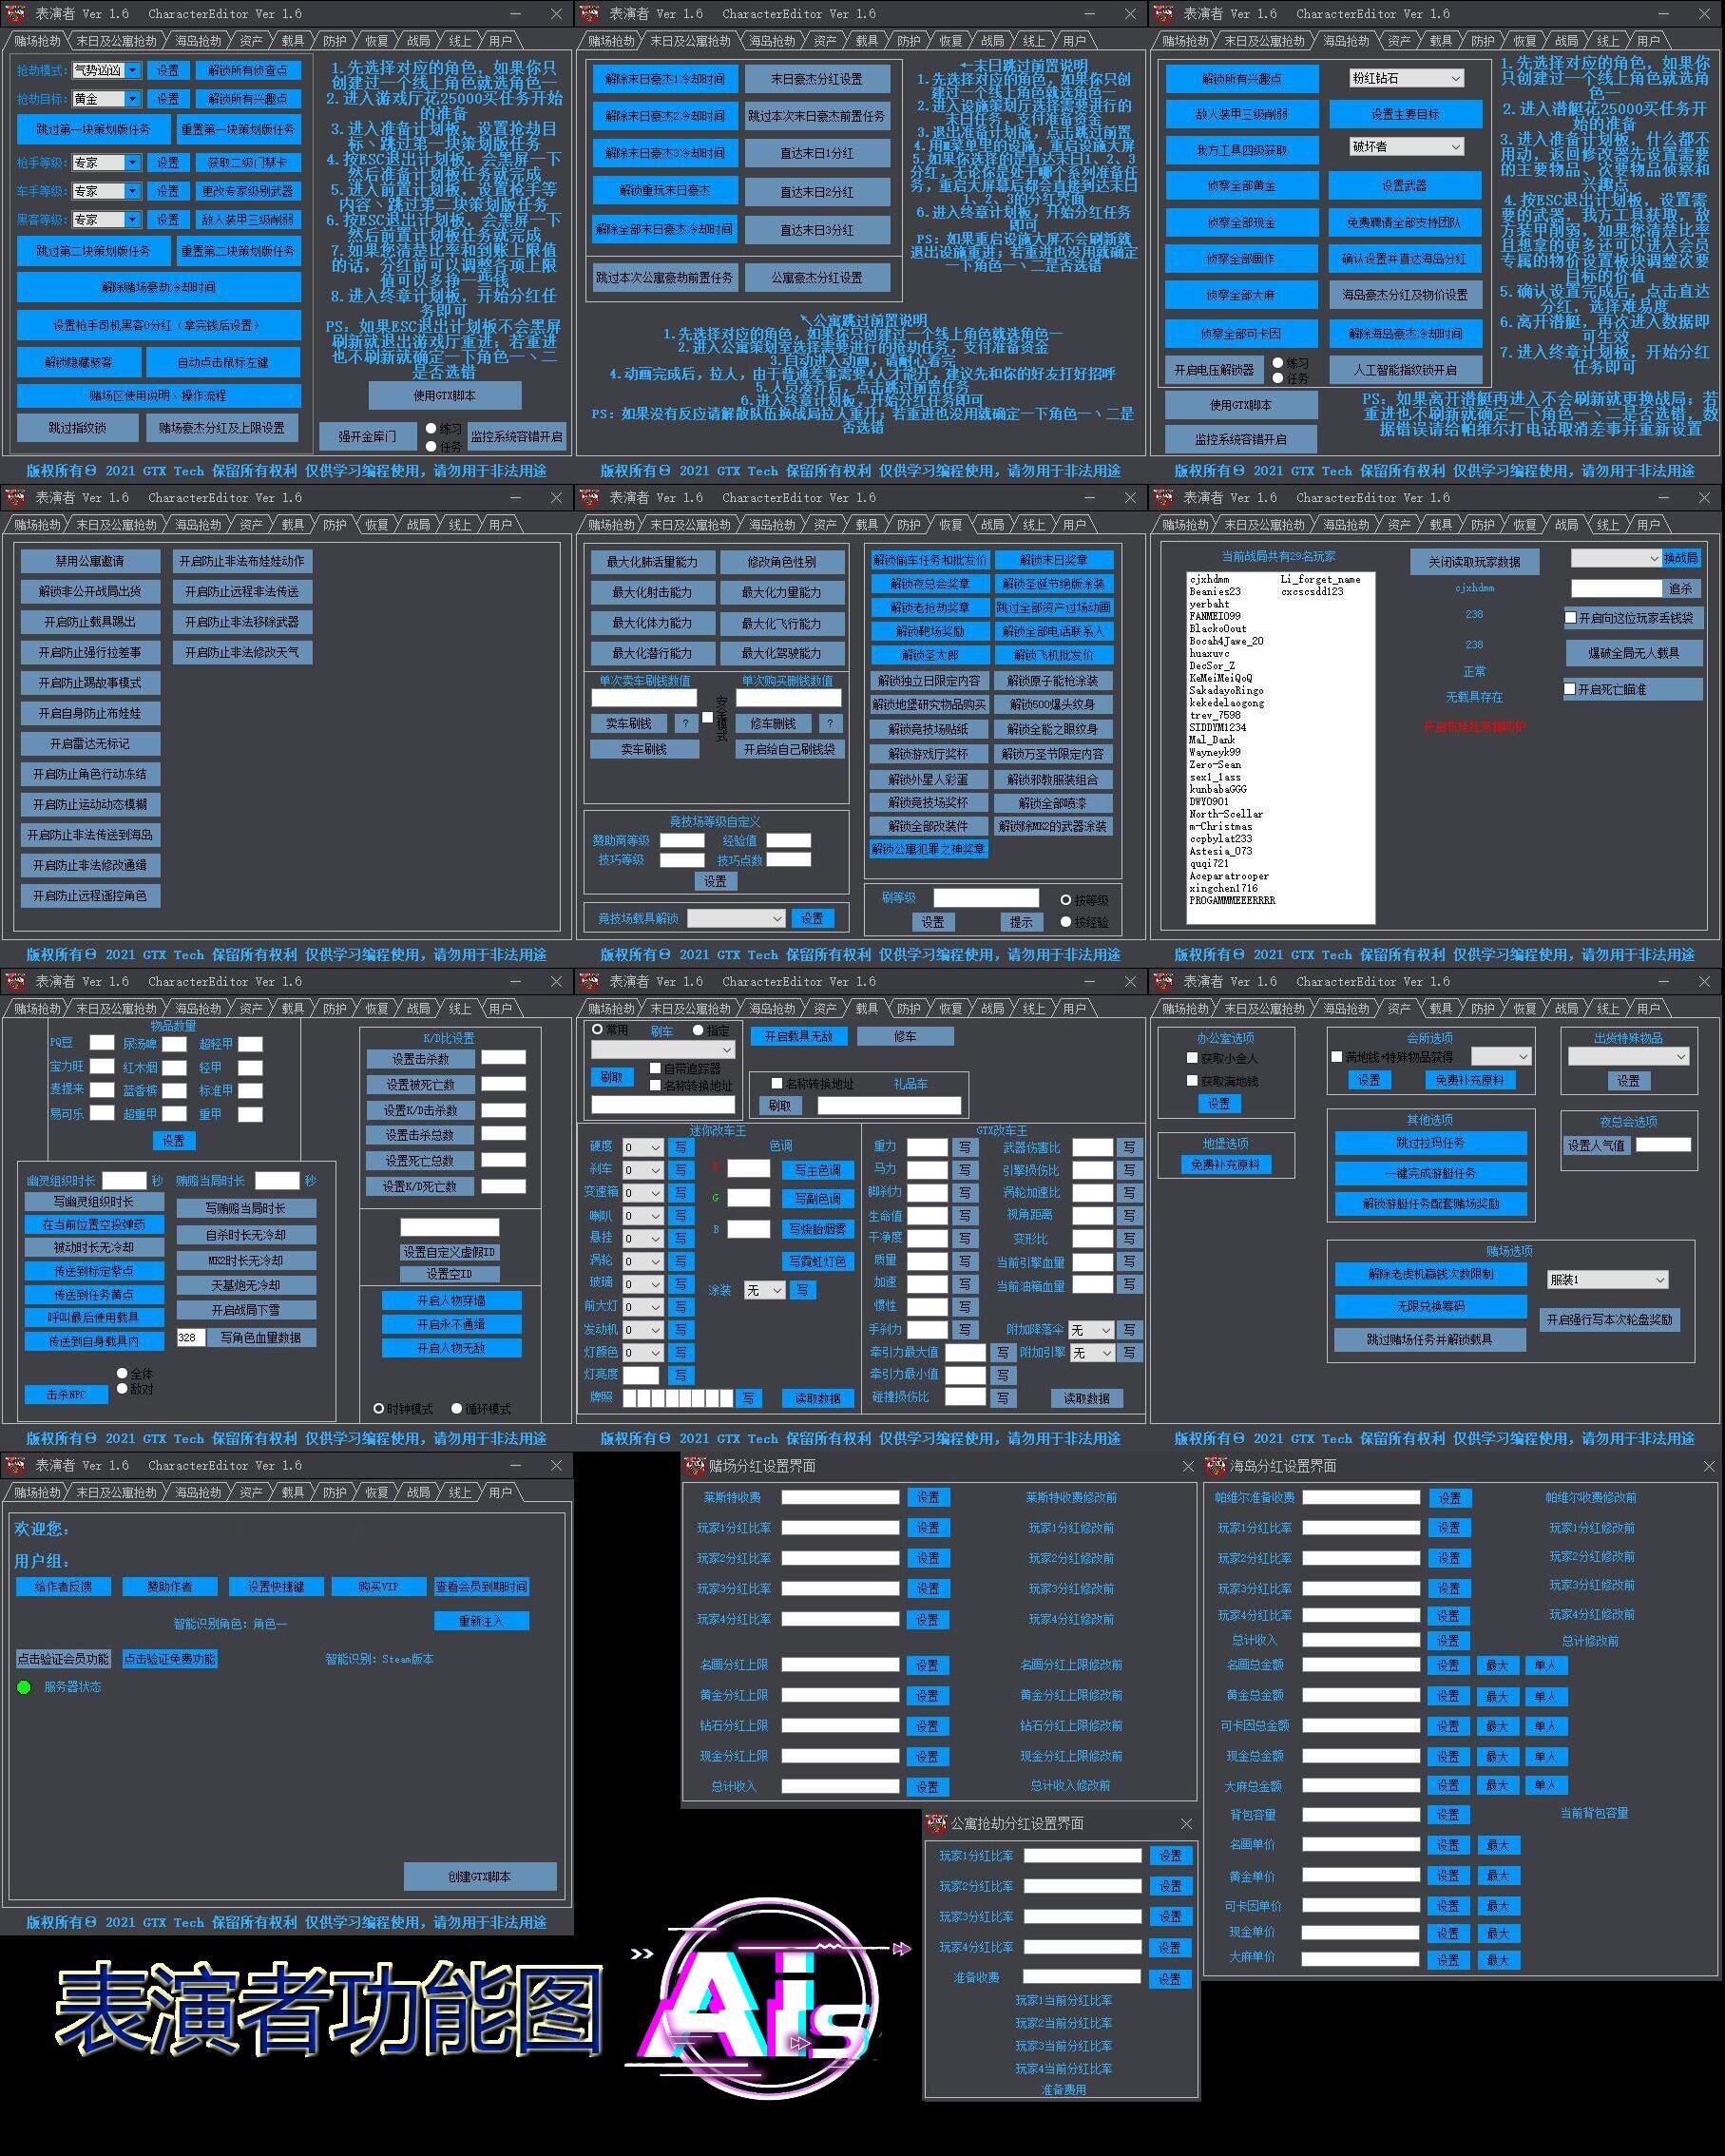 表演者 Ver 1.6 CharacterEditor Ver 1.6
赌场抢劫 末日及公寓抢劫 海岛抢劫 资产 载具 防护 恢复 战局 线上 用户
抢劫模式: 气势汹汹 设置 解锁所有侦查点
抢劫目标: 黄金 设置 解锁所有兴趣点
跳过第一块策划版任务 重置第一块策划版任务
枪手等级: 专家 设置 获取二级门禁卡
车手等级: 专家 设置 更改专家级别武器
黑客等级: 专家 设置 敌人装甲三级削弱
跳过第二块策划版任务 重置第二块策划版任务
解除赌场豪劫冷却时间
设置枪手司机黑客0分红（拿完钱后设置）
解锁隐藏骇客 自动点击鼠标左键
赌场区使用说明、操作流程
跳过指纹锁 赌场豪杰分红及上限设置
1.先选择对应的角色，如果你只
创建过一个线上角色就选角色一
2.进入游戏厅花25000买任务开始
的准备
3.进入准备计划板，设置抢劫目
标、跳过第一块策划版任务
4.按ESC退出计划板，会黑屏一下
然后准备计划板任务就完成
5.进入前置计划板，设置枪手等
内容、跳过第二块策划版任务
6.按ESC退出计划板，会黑屏一下
然后前置计划板任务就完成
7.如果您清楚比率和到账上限值
的话，分红前可以调整各项上限
值可以多挣一些钱
8.进入终章计划板，开始分红任
务即可
PS：如果ESC退出计划板不会黑屏
刷新就退出游戏厅重进；若重进
也不刷新就确定一下角色一、二
是否选错
使用GTX脚本
强开金库门 练习 任务 监控系统容错开启
版权所有© 2021 GTX Tech 保留所有权利 仅供学习编程使用，请勿用于非法用途
表演者 Ver 1.6 CharacterEditor Ver 1.6
赌场抢劫 末日及公寓抢劫 海岛抢劫 资产 载具 防护 恢复 战局 线上 用户
解除末日豪杰1冷却时间 末日豪杰分红设置
解除末日豪杰2冷却时间 跳过本次末日豪杰前置任务
解除末日豪杰3冷却时间 直达末日1分红
解锁重玩末日豪杰 直达末日2分红
解除全部末日豪杰冷却时间 直达末日3分红
跳过本次公寓豪劫前置任务 公寓豪杰分红设置
←末日跳过前置说明
1.先选择对应的角色，如果你只创
建过一个线上角色就选角色一
2.进入设施策划厅选择需要进行的
末日任务，支付准备资金
3.退出准备计划版，点击跳过前置
4.用m菜单里的设施，重启设施大屏
5.如果你选择的是直达末日1、2、3
分红，无论你是处于哪个系列准备任
务，重启大屏幕后都会直接到达末日
1、2、3的分红界面
6.进入终章计划板，开始分红任务
即可
PS：如果重启设施大屏不会刷新就
退出设施重进；若重进也没用就确定
一下角色一、二是否选错
↖公寓跳过前置说明
1.先选择对应的角色，如果你只创建过一个线上角色就选角色一
2.进入公寓策划室选择需要进行的抢劫任务，支付准备资金
3.自动进入动画，请耐心看完
4.动画完成后，拉人，由于普通差事需要4人才能开，建议先和你的好友打好招呼
5.人员凑齐后，点击跳过前置任务
6.进入终章计划板，开始分红任务即可
PS：如果没有反应请解散队伍换战局拉人重开；若重进也没用就确定一下角色一、二是
否选错
版权所有© 2021 GTX Tech 保留所有权利 仅供学习编程使用，请勿用于非法用途
表演者 Ver 1.6 CharacterEditor Ver 1.6
赌场抢劫 末日及公寓抢劫 海岛抢劫 资产 载具 防护 恢复 战局 线上 用户
解锁所有兴趣点 粉红钻石
敌人装甲三级削弱 设置主要目标
我方工具四级获取 破坏者
侦察全部黄金 设置武器
侦察全部现金 免费聘请全部支持团队
侦察全部画作 确认设置并直达海岛分红
侦察全部大麻 海岛豪杰分红及物价设置
侦察全部可卡因 解除海岛豪杰冷却时间
开启电压解锁器 练习 任务 人工智能指纹锁开启
使用GTX脚本
监控系统容错开启
1.先选择对应的角色，如果你
只创建过一个线上角色就选角
色一
2.进入潜艇花25000买任务开
始的准备
3.进入准备计划板，什么都不
用动，返回修改器先设置需要
的主要物品、次要物品侦察和
兴趣点
4.按ESC退出计划板，设置需
要的武器，我方工具获取，敌
方装甲削弱，如果您清楚比率
且想拿的更多还可以进入会员
专属的物价设置板块调整次要
目标的价值
5.确认设置完成后，点击直达
分红，选择难易度
6.离开潜艇，再次进入数据即
可生效
7.进入终章计划板，开始分红
任务即可
PS：如果离开潜艇再进入不会刷新就更换战局；若
重进也不刷新就确定一下角色一、二是否选错，数
据错误请给帕维尔打电话取消差事并重新设置
版权所有© 2021 GTX Tech 保留所有权利 仅供学习编程使用，请勿用于非法用途
表演者 Ver 1.6 CharacterEditor Ver 1.6
赌场抢劫 末日及公寓抢劫 海岛抢劫 资产 载具 防护 恢复 战局 线上 用户
禁用公寓邀请 开启防止非法布娃娃动作
解锁非公开战局出货 开启防止远程非法传送
开启防止载具踢出 开启防止非法移除武器
开启防止强行拉差事 开启防止非法修改天气
开启防止踢故事模式
开启自身防止布娃娃
开启雷达无标记
开启防止角色行动冻结
开启防止运动动态模糊
开启防止非法传送到海岛
开启防止非法修改通缉
开启防止远程遥控角色
版权所有© 2021 GTX Tech 保留所有权利 仅供学习编程使用，请勿用于非法用途
表演者 Ver 1.6 CharacterEditor Ver 1.6
赌场抢劫 末日及公寓抢劫 海岛抢劫 资产 载具 防护 恢复 战局 线上 用户
最大化肺活量能力 修改角色性别
最大化射击能力 最大化力量能力
最大化体力能力 最大化飞行能力
最大化潜行能力 最大化驾驶能力
单次卖车刷钱数值 单次购买删钱数值
安全模式
卖车刷钱 ? 修车删钱 ?
卖车刷钱 开启给自己刷钱袋
竞技场等级自定义
赞助商等级 经验值
技巧等级 技巧点数
设置
竞技场载具解锁 设置
解锁偷车任务和批发价 解锁末日奖章
解锁夜总会奖章 解锁圣诞节绝版涂装
解锁老抢劫奖章 跳过全部资产过场动画
解锁靶场奖励 解锁全部电话联系人
解锁圣太郎 解锁飞机批发价
解锁独立日限定内容 解锁原子能枪涂装
解锁地堡研究物品购买 解锁500爆头纹身
解锁竞技场贴纸 解锁全能之眼纹身
解锁游戏厅奖杯 解锁万圣节限定内容
解锁外星人彩蛋 解锁邪教服装组合
解锁竞技场奖杯 解锁全部喷漆
解锁全部改装件 解锁除MK2的武器涂装
解锁公寓犯罪之神奖章
刷等级 按等级
设置 提示 按经验
版权所有© 2021 GTX Tech 保留所有权利 仅供学习编程使用，请勿用于非法用途
表演者 Ver 1.6 CharacterEditor Ver 1.6
赌场抢劫 末日及公寓抢劫 海岛抢劫 资产 载具 防护 恢复 战局 线上 用户
当前战局共有29名玩家
cjxhdmm Li_forget_name
Beanies23 cxcscsdd123
yerbaht
FANMEI099
BlackoOout
Bocah4Jawe_20
huaxuvc
DecSor_Z
KeMeiMeiQoQ
SakadayoRingo
kekedelaogong
trev_7598
SIDDYM1234
Mal_Dank
Wayneyk99
Zero-Sean
sex1_1ass
kunbabaGGG
DWYO901
North-Scellar
m-Christmas
ccpbylat233
Astesia_073
quqi721
Aceparatrooper
xingchen1716
PROGAMMMEEERRRR
关闭读取玩家数据
cjxhdmm
238
238
正常
无载具存在
换战局
追杀
开启向这位玩家丢钱袋
爆破全局无人载具
开启死亡瞄准
版权所有© 2021 GTX Tech 保留所有权利 仅供学习编程使用，请勿用于非法用途
表演者 Ver 1.6 CharacterEditor Ver 1.6
赌场抢劫 末日及公寓抢劫 海岛抢劫 资产 载具 防护 恢复 战局 线上 用户
物品数量
PQ豆 尿汤啤 超轻甲
宝力旺 红木烟 轻甲
麦提来 蓝香槟 标准甲
易可乐 超重甲 重甲
设置
幽灵组织时长 秒 贿赂当局时长 秒
写幽灵组织时长 写贿赂当局时长
在当前位置空投弹药 自杀时长无冷却
被动时长无冷却 MK2时长无冷却
传送到标定紫点 天基炮无冷却
传送到任务黄点 开启战局下雪
呼叫最后使用载具 328 写角色血量数据
传送到自身载具内
击杀NPC 全体 敌对
K/D比设置
设置击杀数
设置被死亡数
设置K/D击杀数
设置击杀总数
设置死亡总数
设置K/D死亡数
设置自定义虚假ID
设置空ID
开启人物穿墙
开启永不通缉
开启人物无敌
时钟模式 循环模式
版权所有© 2021 GTX Tech 保留所有权利 仅供学习编程使用，请勿用于非法用途
表演者 Ver 1.6 CharacterEditor Ver 1.6
赌场抢劫 末日及公寓抢劫 海岛抢劫 资产 载具 防护 恢复 战局 线上 用户
常用 刷车 指定 开启载具无敌 修车
刷取 自带追踪器 名称转换地址
名称转换地址 礼品车
刷取
迷你改车王
硬度 0 写 色调
刹车 0 写 R 写主色调
变速箱 0 写 G 写副色调
喇叭 0 写
悬挂 0 写 B 写烧胎烟雾
涡轮 0 写 写霓虹灯色
玻璃 0 写 涂装 无 写
前大灯 0 写
发动机 0 写
灯颜色 0 写
灯亮度 写
牌照 写 读取数据
GTX改车王
重力 写 武器伤害比 写
马力 写 引擎损伤比 写
脚刹力 写 涡轮加速比 写
生命值 写 视角距离 写
干净度 写 变形比 写
质量 写 当前引擎血量 写
加速 写 当前油箱血量 写
惯性 写
手刹力 写 附加降落伞 无 写
牵引力最大值 写 附加引擎 无 写
牵引力最小值 写
碰撞损伤比 写 读取数据
版权所有© 2021 GTX Tech 保留所有权利 仅供学习编程使用，请勿用于非法用途
表演者 Ver 1.6 CharacterEditor Ver 1.6
赌场抢劫 末日及公寓抢劫 海岛抢劫 资产 载具 防护 恢复 战局 线上 用户
办公室选项
获取小金人
获取满地钱
设置
地堡选项
免费补充原料
会所选项
满地钱+特殊物品获得
设置 免费补充原料
出货特殊物品
设置
其他选项
跳过拉玛任务
一键完成游艇任务
解锁游艇任务配套赌场奖励
夜总会选项
设置人气值
赌场选项
解除老虎机赢钱次数限制 服装1
无限兑换筹码
开启强行写本次轮盘奖励
跳过赌场任务并解锁载具
版权所有© 2021 GTX Tech 保留所有权利 仅供学习编程使用，请勿用于非法用途
表演者 Ver 1.6 CharacterEditor Ver 1.6
赌场抢劫 末日及公寓抢劫 海岛抢劫 资产 载具 防护 恢复 战局 线上 用户
欢迎您：
用户组：
给作者反馈 赞助作者 设置快捷键 购买VIP 查看会员到期时间
智能识别角色: 角色一 重新注入
点击验证会员功能 点击验证免费功能 智能识别: Steam版本
服务器状态
创建GTX脚本
版权所有© 2021 GTX Tech 保留所有权利 仅供学习编程使用，请勿用于非法用途
赌场分红设置界面
莱斯特收费 设置 莱斯特收费修改前
玩家1分红比率 设置 玩家1分红修改前
玩家2分红比率 设置 玩家2分红修改前
玩家3分红比率 设置 玩家3分红修改前
玩家4分红比率 设置 玩家4分红修改前
名画分红上限 设置 名画分红上限修改前
黄金分红上限 设置 黄金分红上限修改前
钻石分红上限 设置 钻石分红上限修改前
现金分红上限 设置 现金分红上限修改前
总计收入 设置 总计收入修改前
海岛分红设置界面
帕维尔准备收费 设置 帕维尔收费修改前
玩家1分红比率 设置 玩家1分红修改前
玩家2分红比率 设置 玩家2分红修改前
玩家3分红比率 设置 玩家3分红修改前
玩家4分红比率 设置 玩家4分红修改前
总计收入 设置 总计修改前
名画总金额 设置 最大 单人
黄金总金额 设置 最大 单人
可卡因总金额 设置 最大 单人
现金总金额 设置 最大 单人
大麻总金额 设置 最大 单人
背包容量 设置 当前背包容量
名画单价 设置 最大
黄金单价 设置 最大
可卡因单价 设置 最大
现金单价 设置 最大
大麻单价 设置 最大
公寓抢劫分红设置界面
玩家1分红比率 设置
玩家2分红比率 设置
玩家3分红比率 设置
玩家4分红比率 设置
准备收费 设置
玩家1当前分红比率
玩家2当前分红比率
玩家3当前分红比率
玩家4当前分红比率
准备费用
表演者功能图
Ais